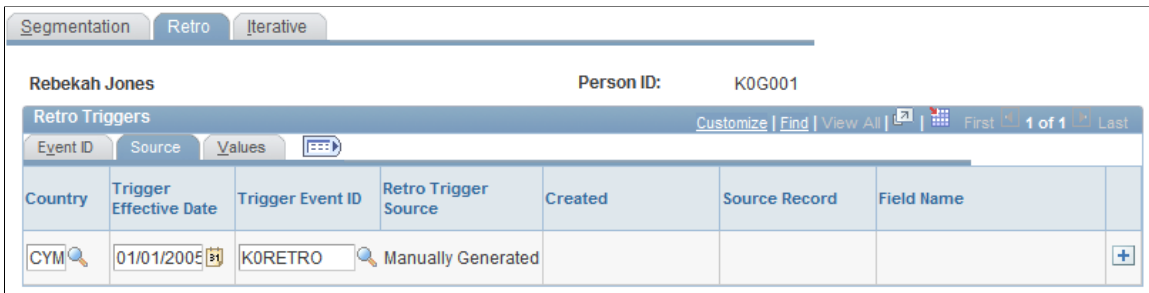 Segmentation Retro Iterative
Rebekah Jones Person ID: K0G001
Retro Triggers Customize | Find | View All | | First 1 of 1 Last
Event ID Source Values
Country Trigger Effective Date Trigger Event ID Retro Trigger Source Created Source Record Field Name
CYM 01/01/2005 31 K0RETRO Manually Generated +